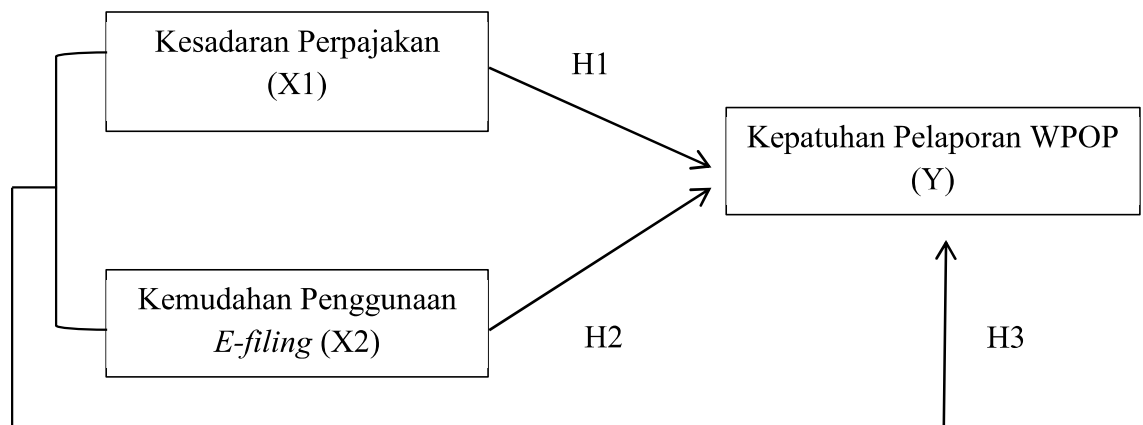 Kesadaran Perpajakan
(X1)
H1
Kepatuhan Pelaporan WPOP
(Y)
Kemudahan Penggunaan
E-filing (X2)
H2
H3